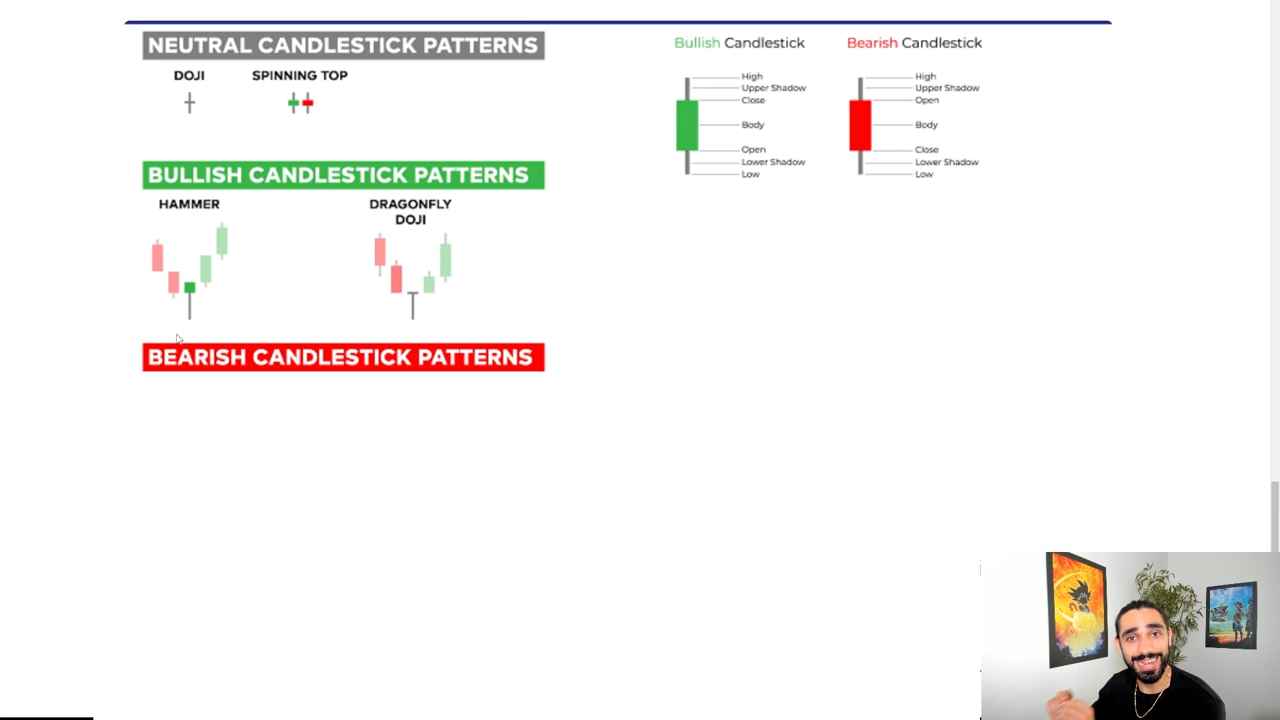 NEUTRAL CANDLESTICK PATTERNS
DOJI
SPINNING TOP
BULLISH CANDLESTICK PATTERNS
HAMMER
DRAGONFLY
DOJI
BEARISH CANDLESTICK PATTERNS
Bullish Candlestick
High
Upper Shadow
Close
Body
Open
Lower Shadow
Low
Bearish Candlestick
High
Upper Shadow
Open
Body
Close
Lower Shadow
Low